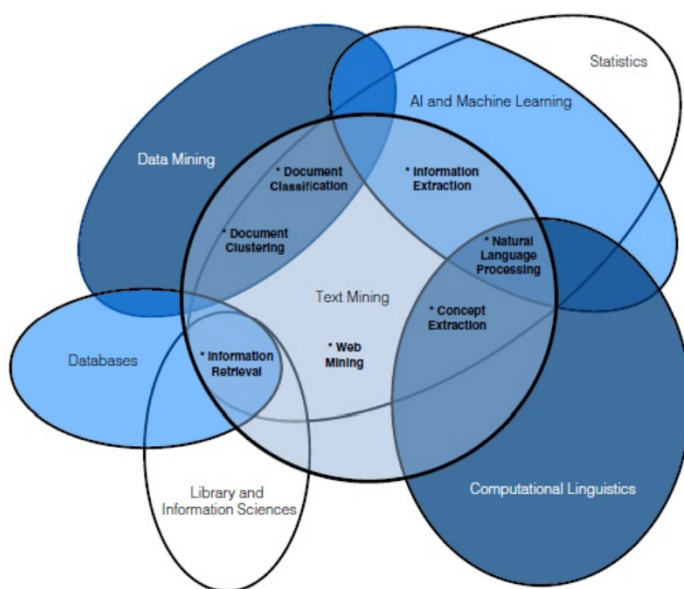 Statistics
AI and Machine Learning
Data Mining
* Document
Classification
* Information
Extraction
* Document
Clustering
* Natural
Language
Processing
Text Mining
* Concept
Extraction
* Web
Mining
Databases
* Information
Retrieval
Library and
Information Sciences
Computational Linguistics